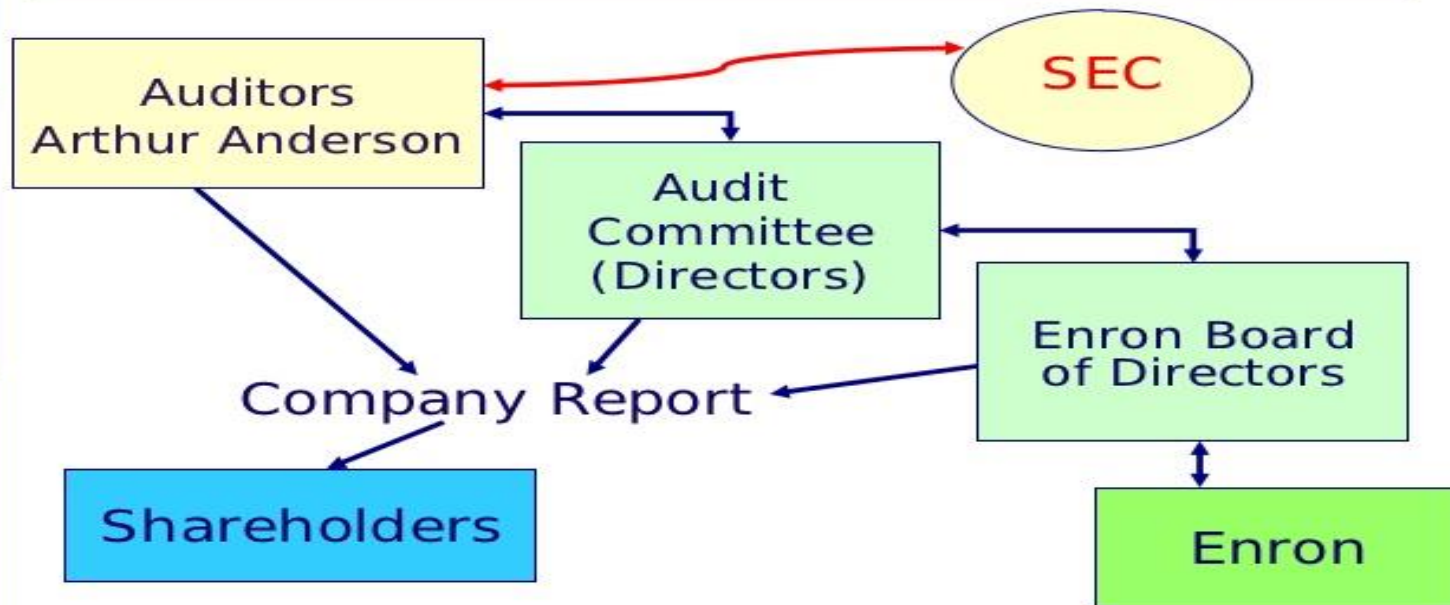 Auditors
Arthur Anderson
SEC
Audit
Committee
(Directors)
Enron Board
of Directors
Company Report
Shareholders
Enron